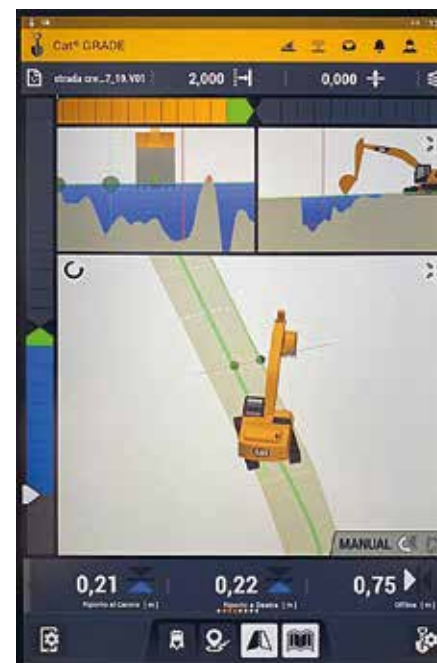 Cat® GRADE
strada cre...7_19.V01 2,000 0,000
CAT
MANUAL
0,21 0,22 0,75
Riporto al Centro [m] Riporto a Destra [m] Offline [m]